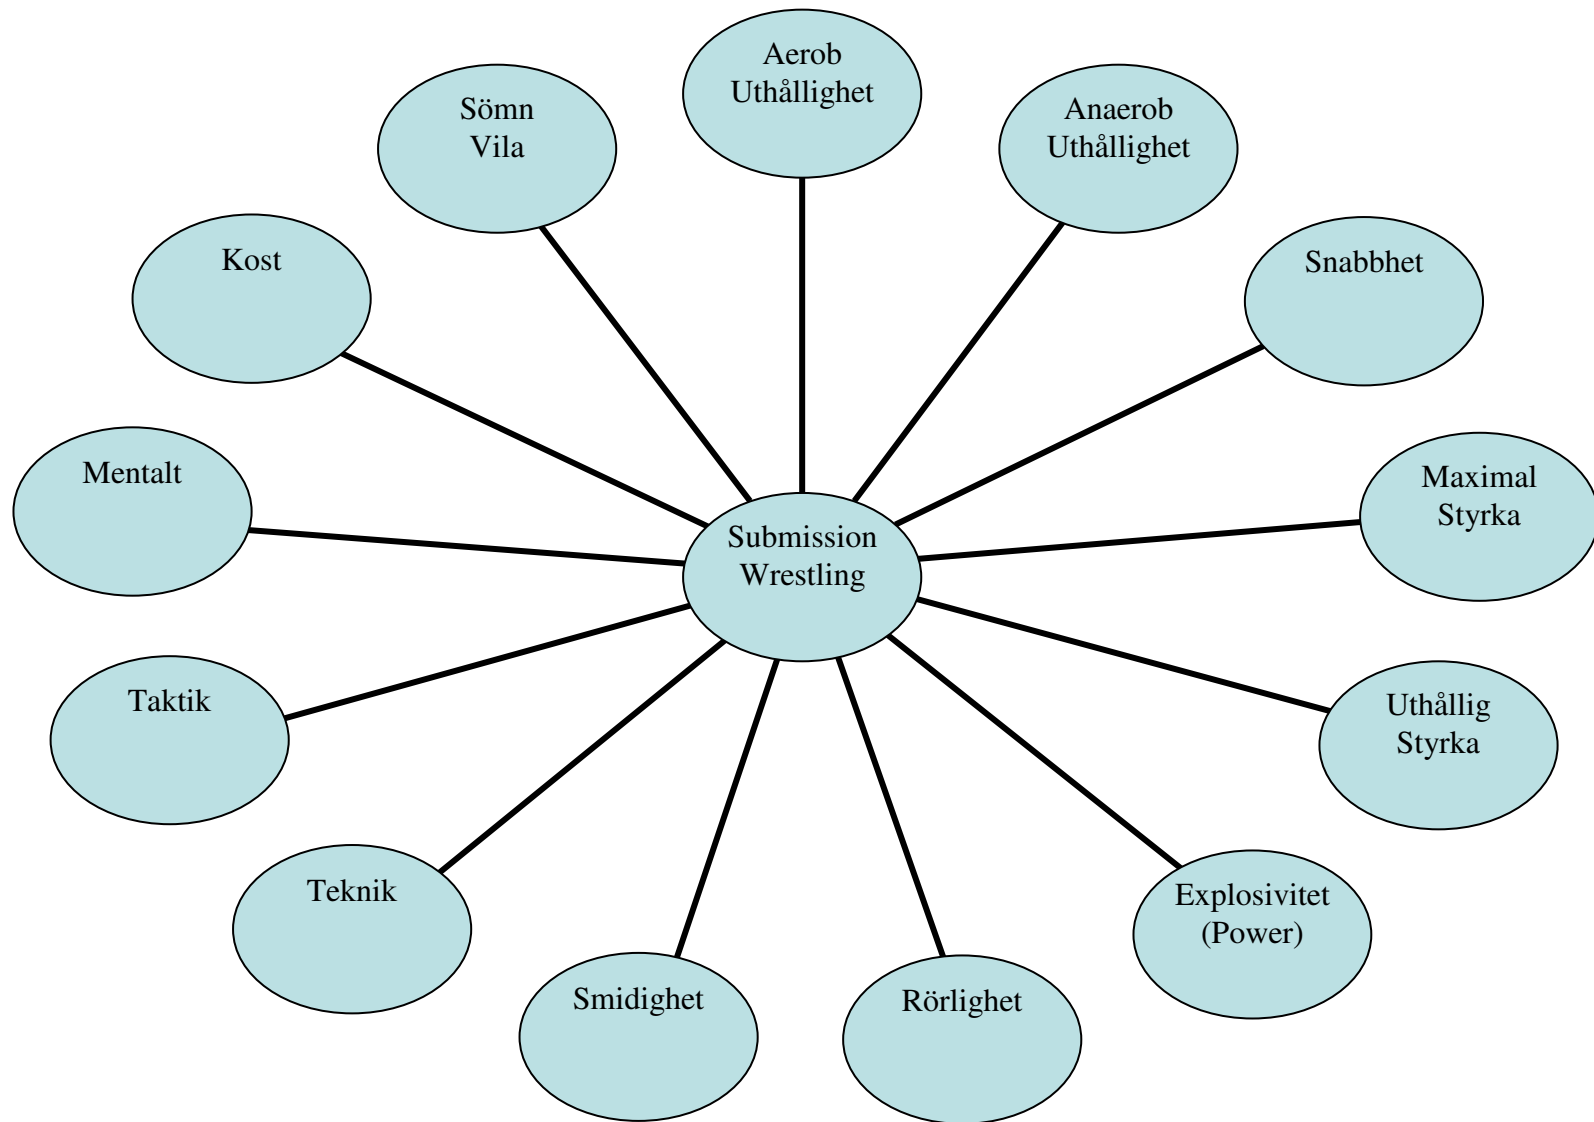 Aerob
Uthållighet
Anaerob
Uthållighet
Snabbhet
Maximal
Styrka
Uthållig
Styrka
Explosivitet
(Power)
Rörlighet
Smidighet
Teknik
Taktik
Mentalt
Kost
Sömn
Vila
Submission
Wrestling